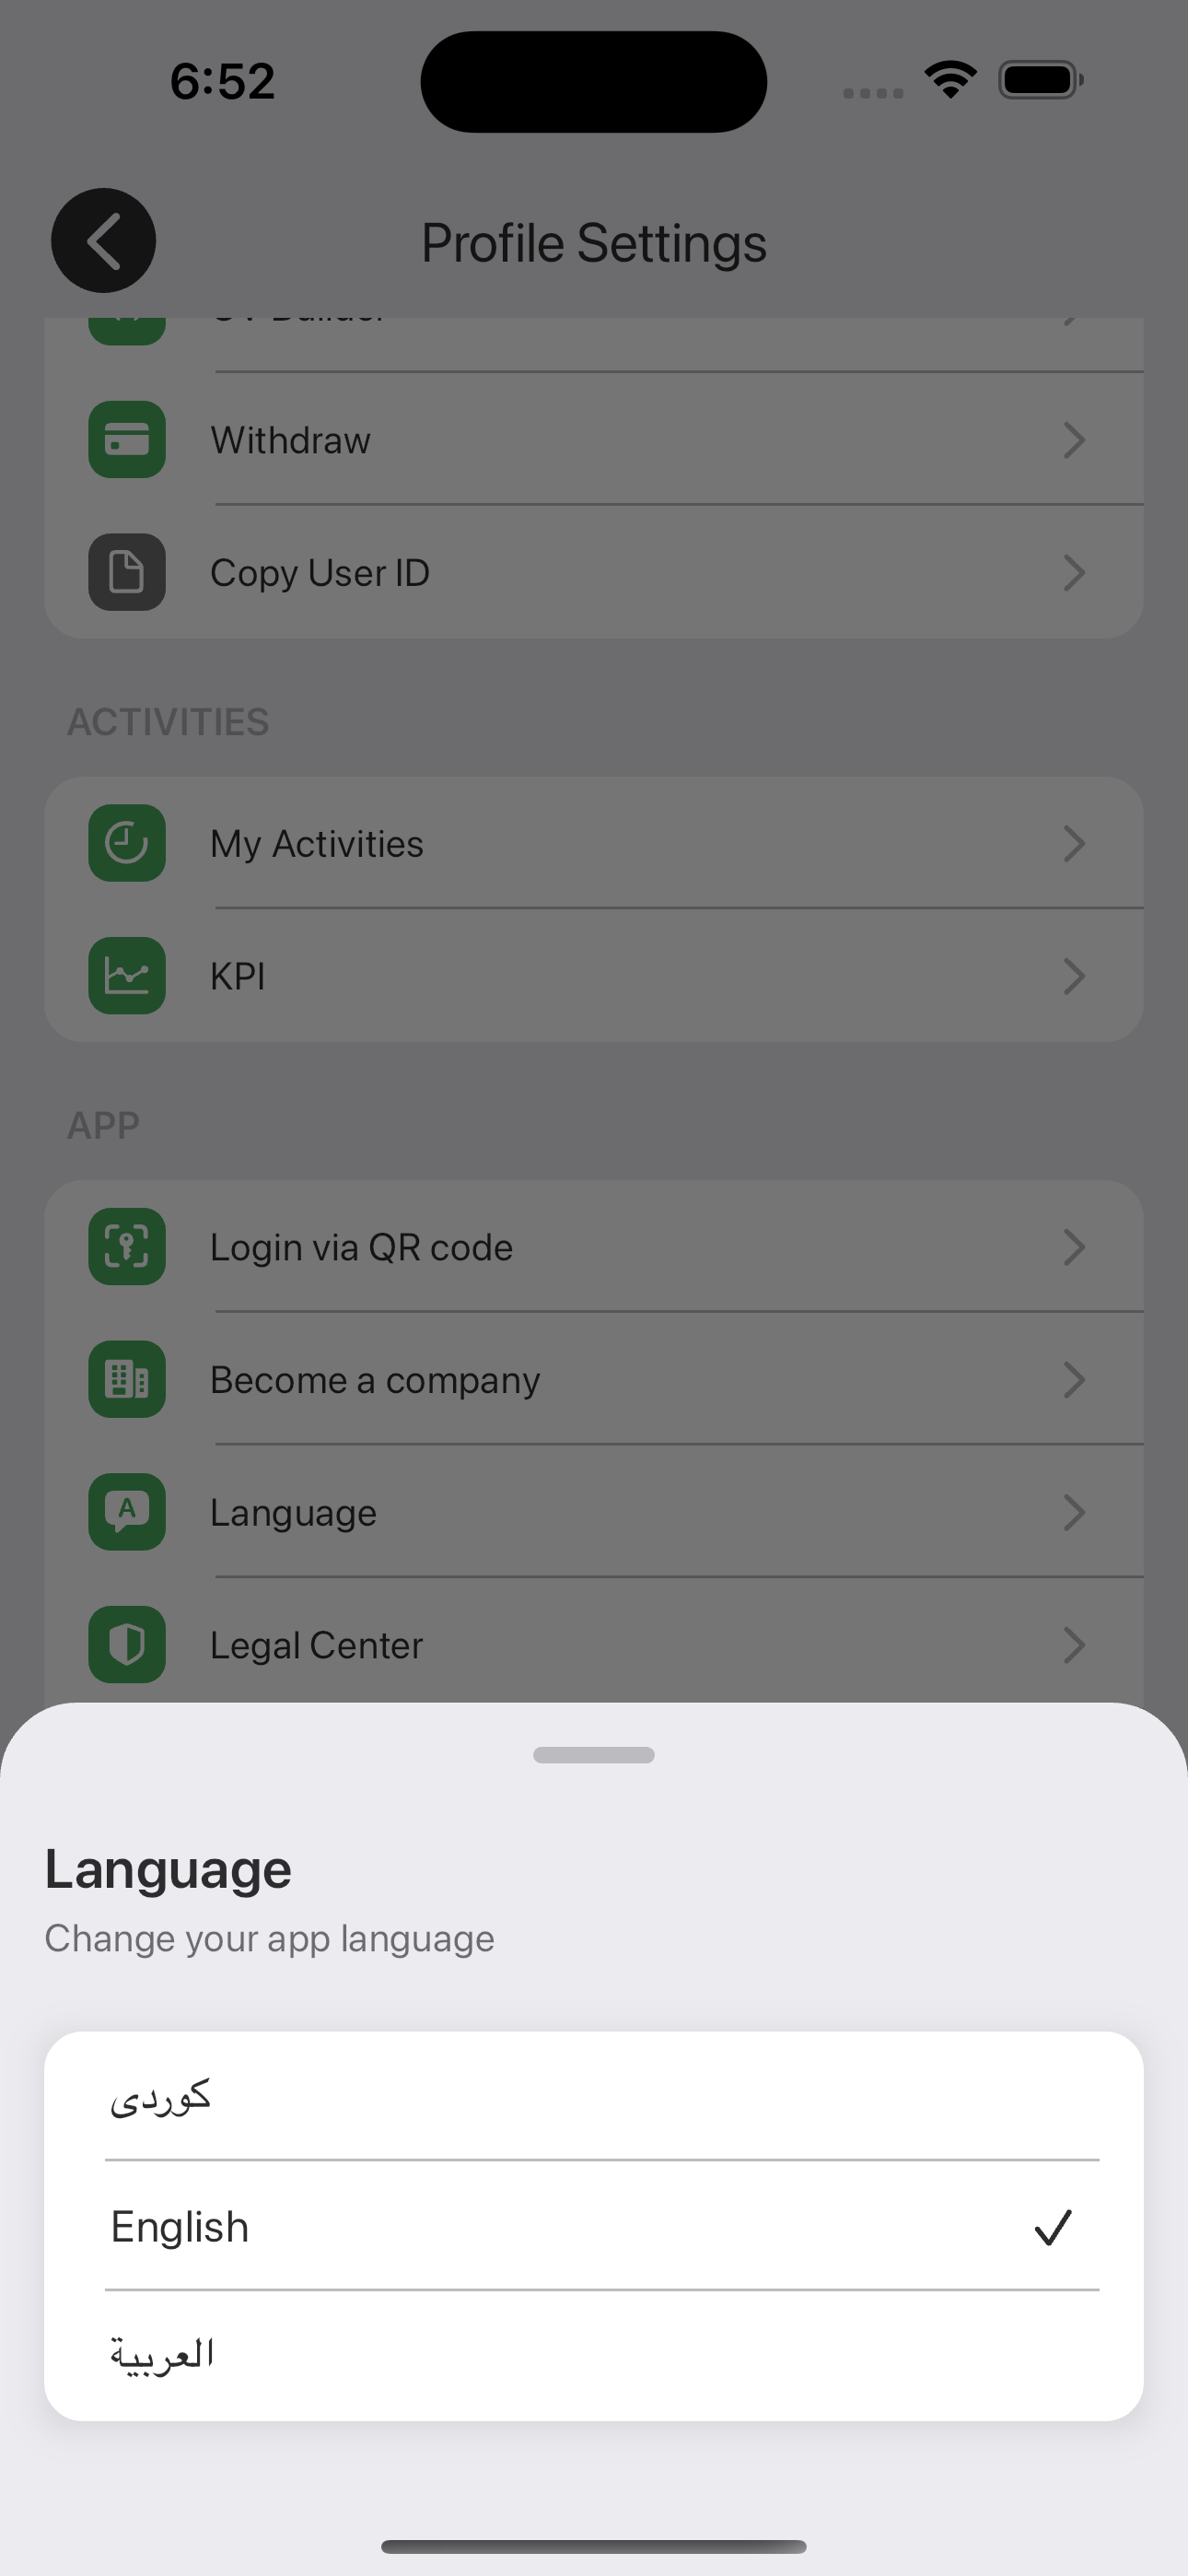 6:52
Profile Settings
Withdraw
Copy User ID
ACTIVITIES
My Activities
KPI
APP
Login via QR code
Become a company
Language
Legal Center
Language
Change your app language
کوردی
English
العربية